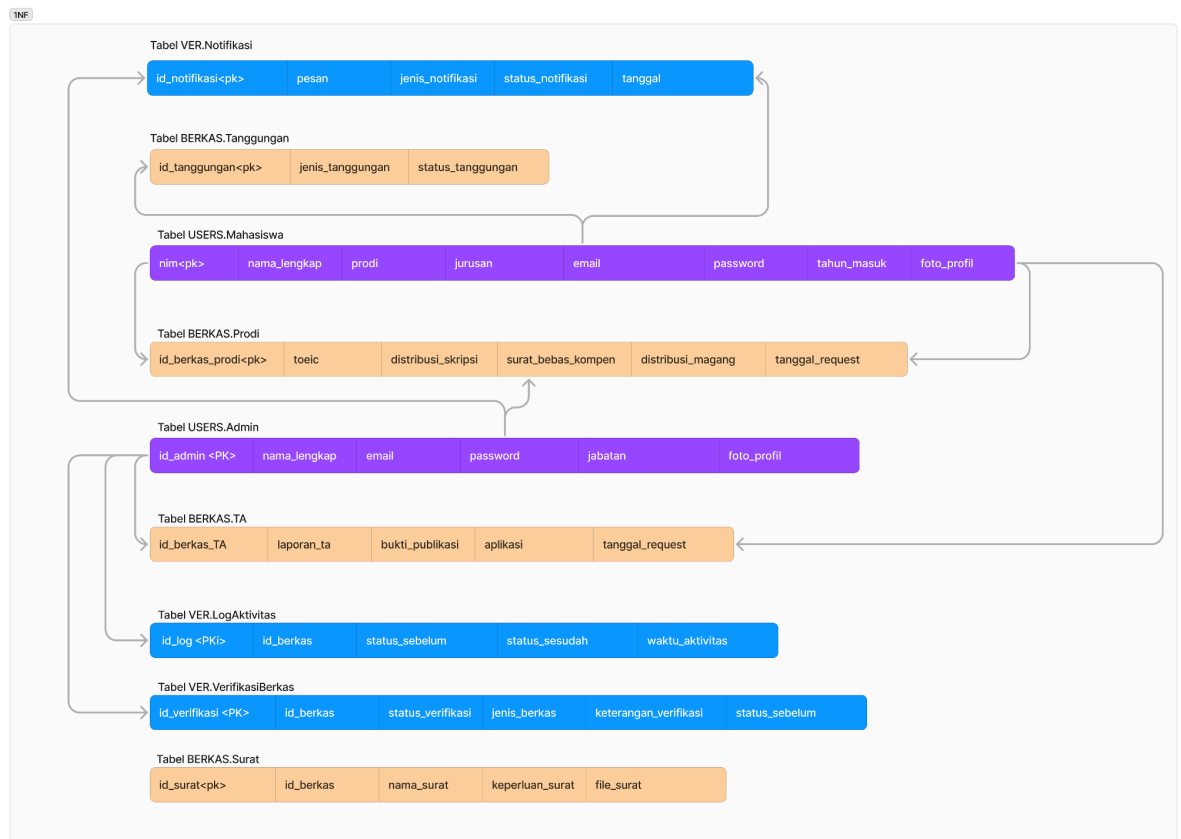 1NF
Tabel VER.Notifikasi
id_notifikasi<pk> pesan jenis_notifikasi status_notifikasi tanggal
Tabel BERKAS.Tanggungan
id_tanggungan<pk> jenis_tanggungan status_tanggungan
Tabel USERS.Mahasiswa
nim<pk> nama_lengkap prodi jurusan email password tahun_masuk foto_profil
Tabel BERKAS.Prodi
id_berkas_prodi<pk> toeic distribusi_skripsi surat_bebas_kompen distribusi_magang tanggal_request
Tabel USERS.Admin
id_admin <PK> nama_lengkap email password jabatan foto_profil
Tabel BERKAS.TA
id_berkas_TA laporan_ta bukti_publikasi aplikasi tanggal_request
Tabel VER.LogAktivitas
id_log <PKi> id_berkas status_sebelum status_sesudah waktu_aktivitas
Tabel VER.VerifikasiBerkas
id_verifikasi <PK> id_berkas status_verifikasi jenis_berkas keterangan_verifikasi status_sebelum
Tabel BERKAS.Surat
id_surat<pk> id_berkas nama_surat keperluan_surat file_surat